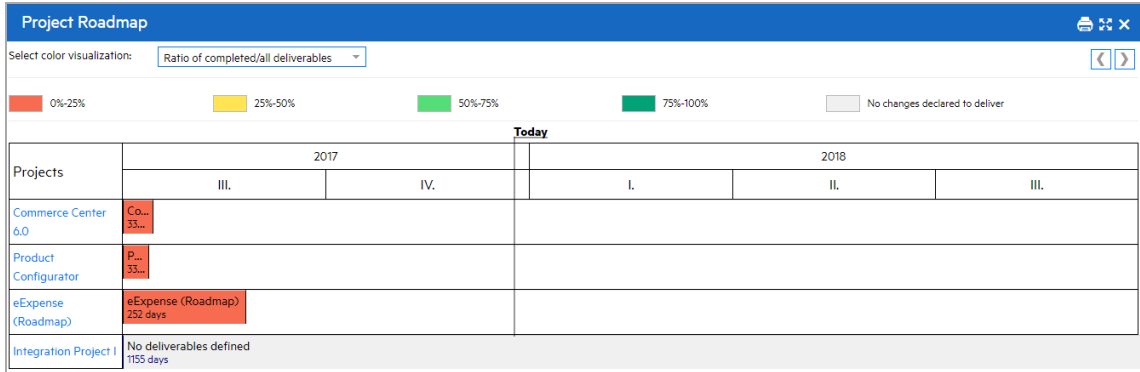 Project Roadmap
Select color visualization:
Ratio of completed/all deliverables
0%-25%
25%-50%
50%-75%
75%-100%
No changes declared to deliver
Today
Projects
2017
2018
III.
IV.
I.
II.
III.
Commerce Center
6.0
Co...
33...
Product
Configurator
P...
33...
eExpense
(Roadmap)
eExpense (Roadmap)
252 days
Integration Project I
No deliverables defined
1155 days